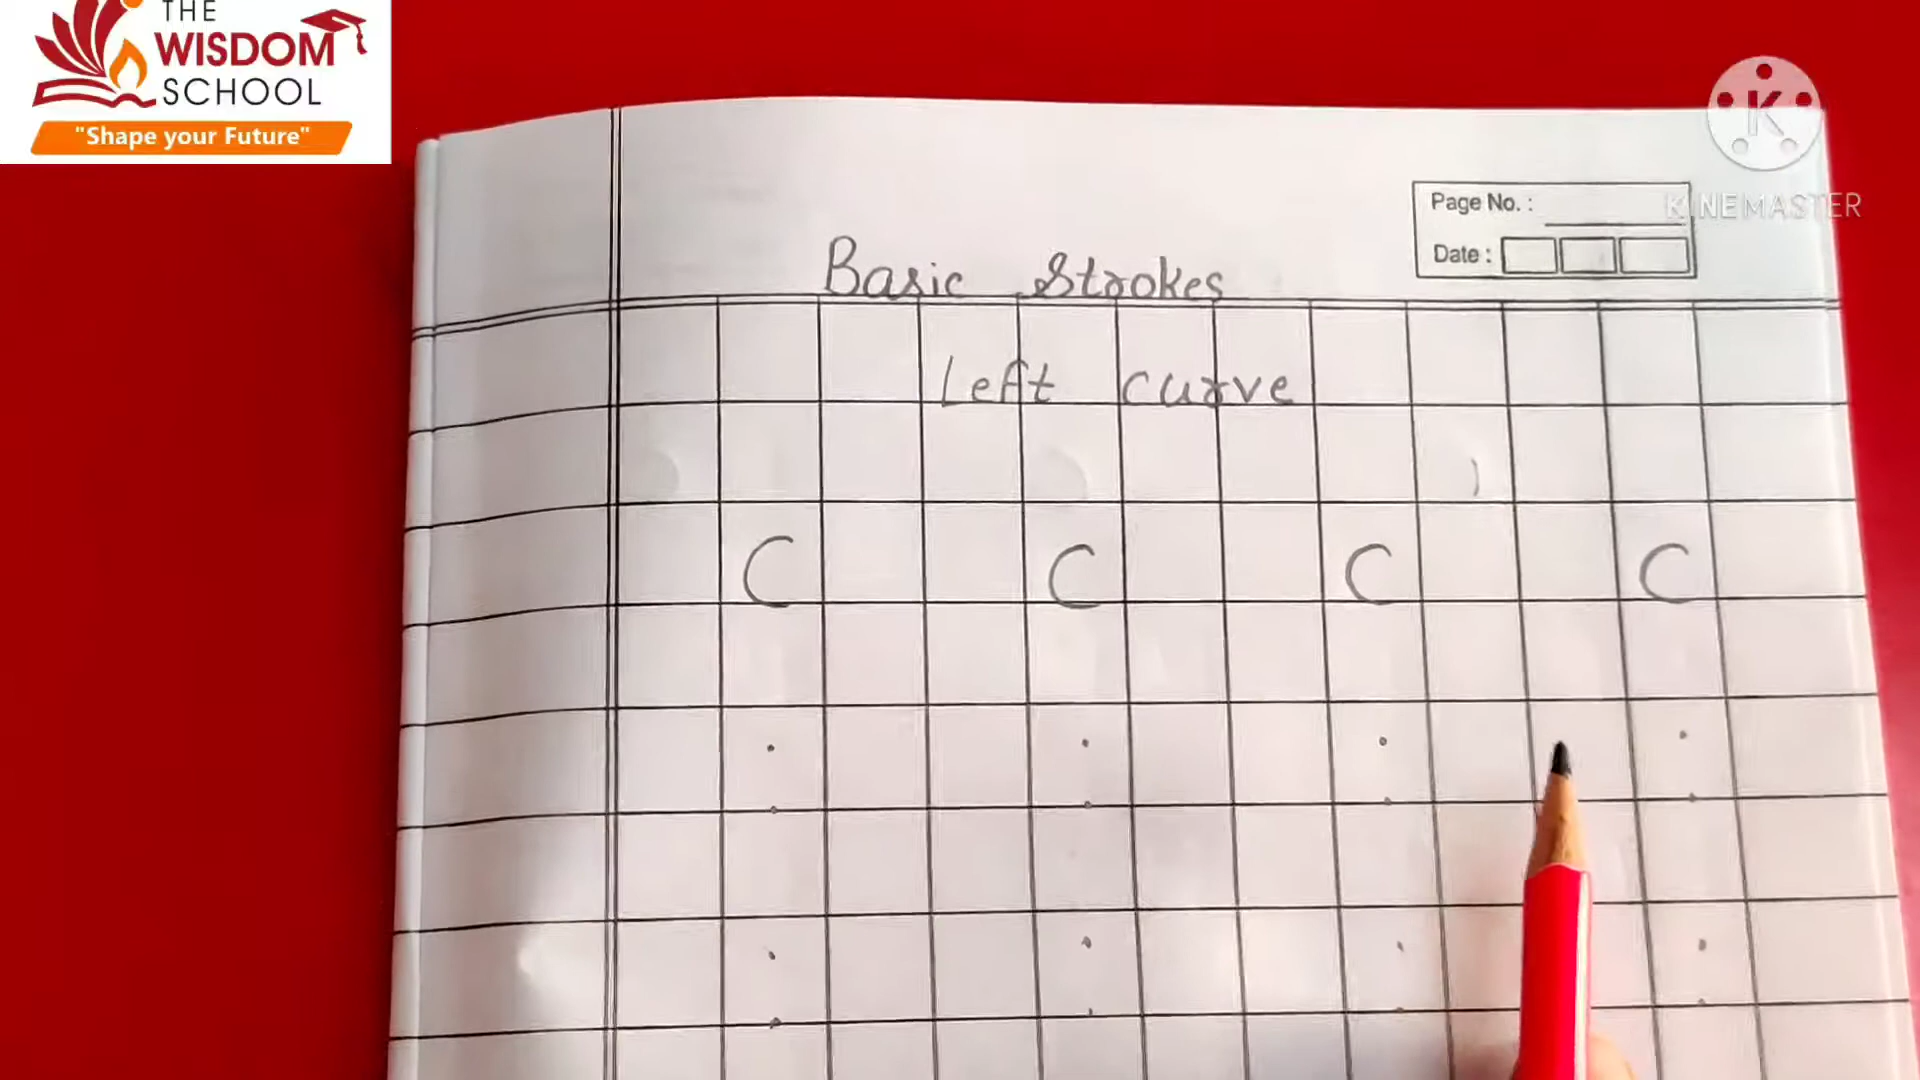 THE
WISDOM
SCHOOL
"Shape your Future"
K
KINEMASTER
Page No. :
Date :
Basic Strokes
Left curve
C C C C